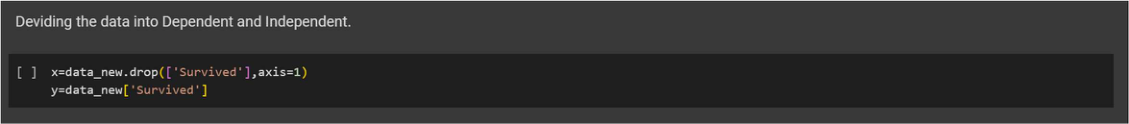 Deviding the data into Dependent and Independent.
[ ] x=data_new.drop(['Survived'],axis=1)
y=data_new['Survived']